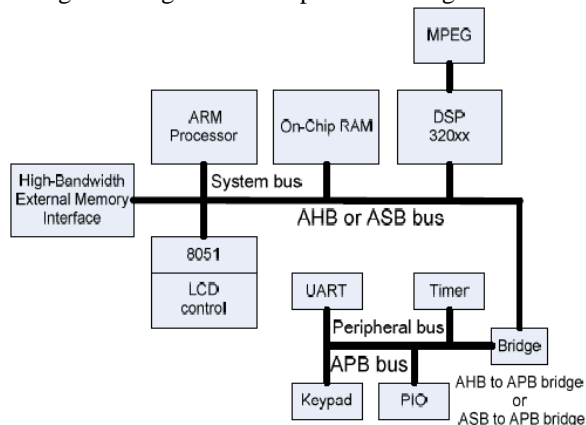 MPEG
ARM
Processor
On-Chip RAM
DSP
320xx
High-Bandwidth
External Memory
Interface
System bus
AHB or ASB bus
8051
LCD
control
UART
Timer
Peripheral bus
Bridge
APB bus
Keypad
PIO
AHB to APB bridge
or
ASB to APB bridge